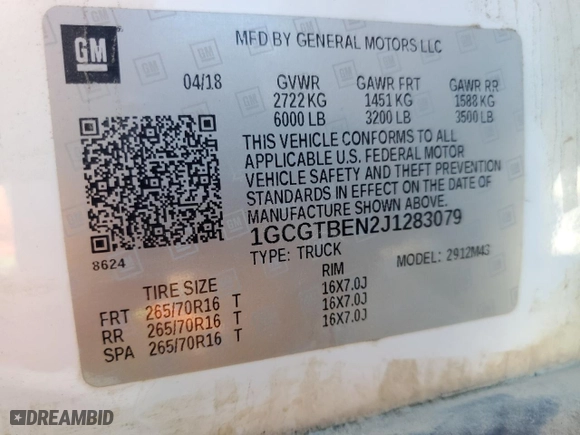 GM
MFD BY GENERAL MOTORS LLC
04/18 GVWR GAWR FRT GAWR RR
2722 KG 1451 KG 1588 KG
6000 LB 3200 LB 3500 LB
THIS VEHICLE CONFORMS TO ALL
APPLICABLE U.S. FEDERAL MOTOR
VEHICLE SAFETY AND THEFT PREVENTION
STANDARDS IN EFFECT ON THE DATE OF
MANUFACTURE SHOWN ABOVE.
1GCGTBEN2J1283079
8624 TYPE: TRUCK MODEL: 2912M43
TIRE SIZE RIM
FRT 265/70R16 T 16X7.0J
RR 265/70R16 T 16X7.0J
SPA 265/70R16 T 16X7.0J
DREAMBID